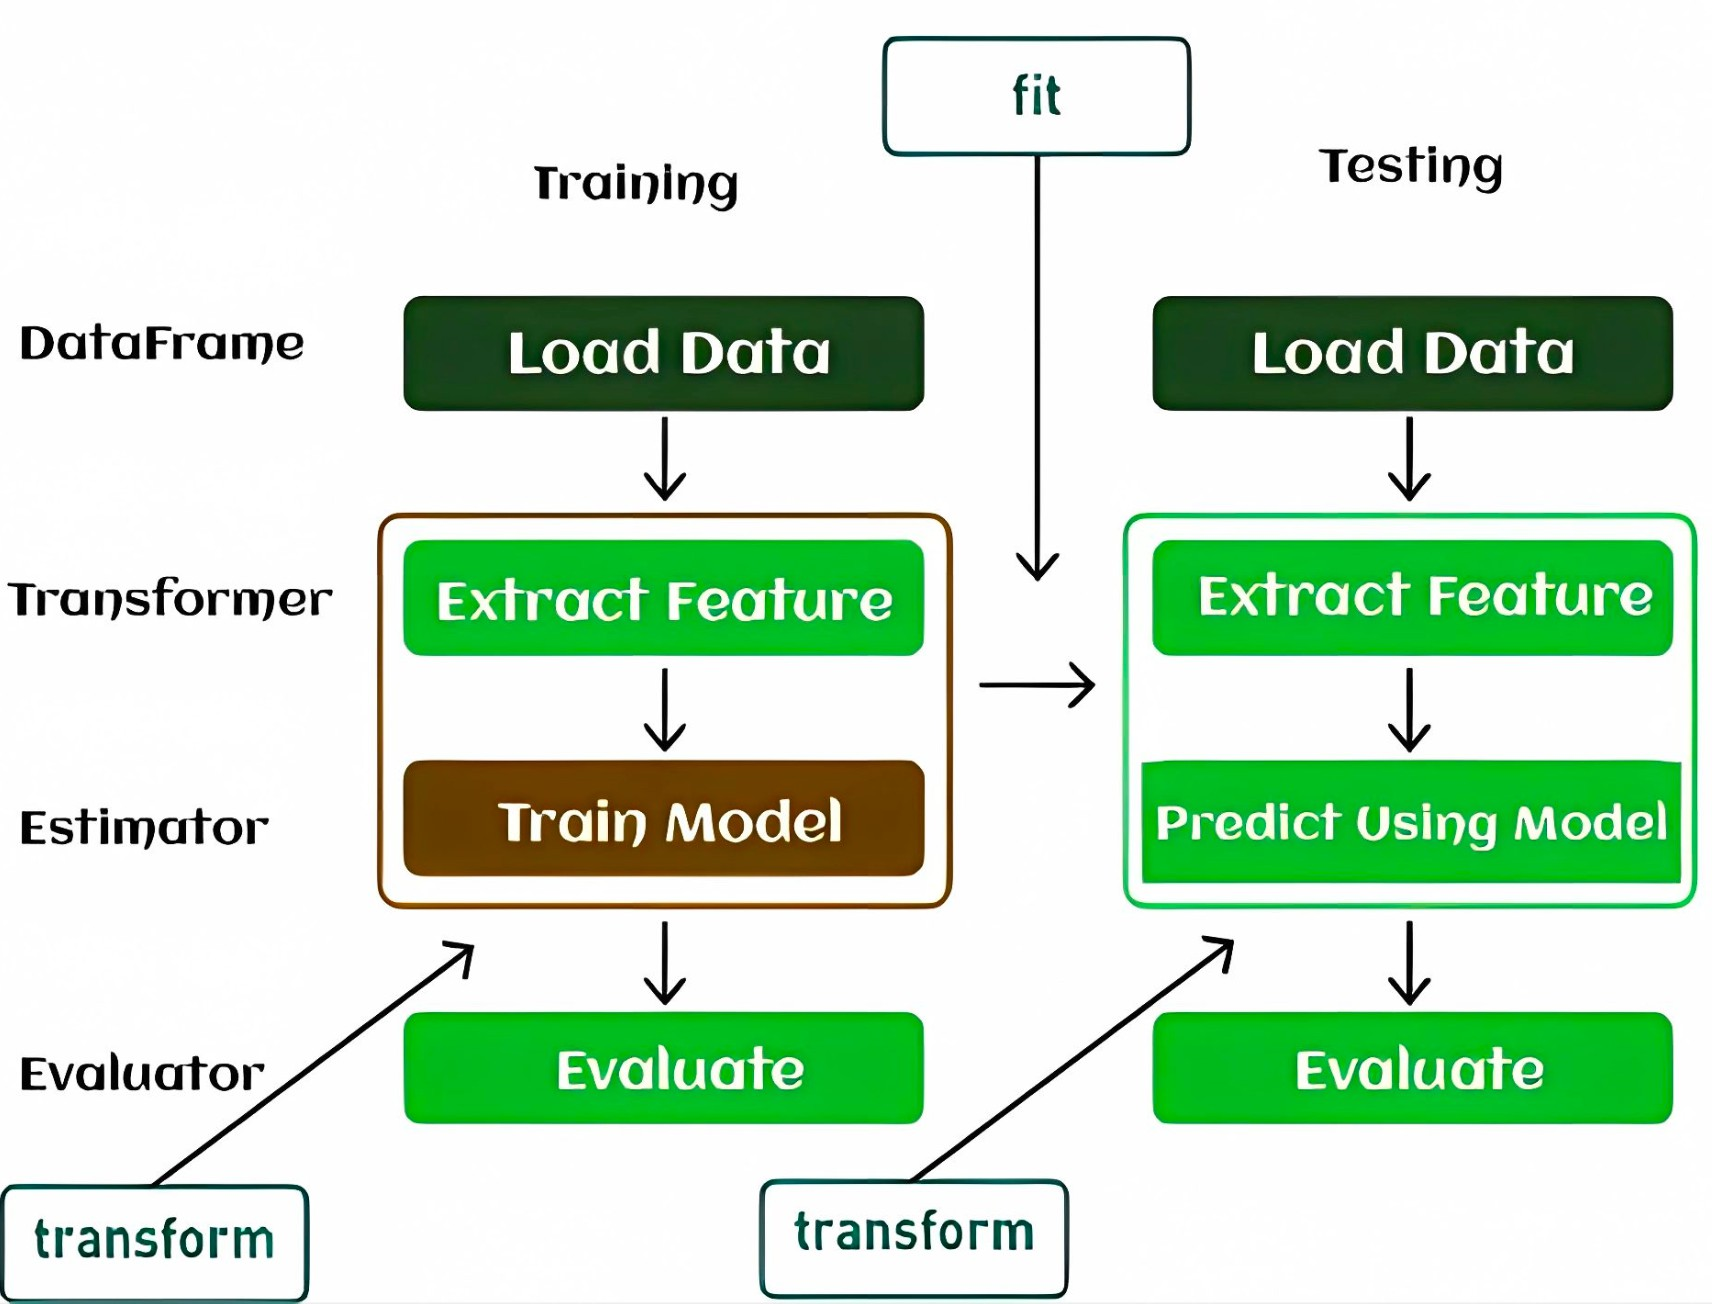 fit
Training
Testing
DataFrame
Load Data
Load Data
Transformer
Extract Feature
Extract Feature
Estimator
Train Model
Predict Using Model
Evaluator
Evaluate
Evaluate
transform
transform